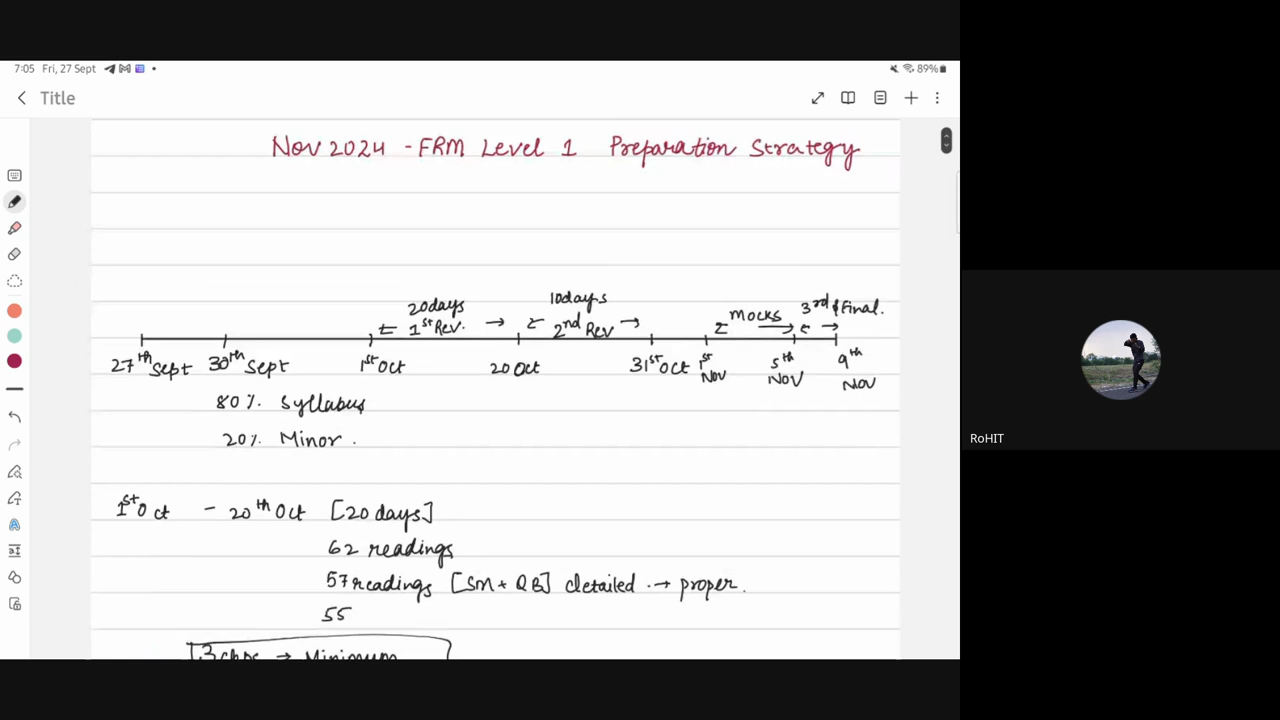 7:05 Fri, 27 Sept
89%
Title
Nov 2024 - FRM Level 1 Preparation Strategy
20days 10days
1st Rev. 2nd Rev Mocks 3rd & Final.
27th Sept 30th Sept 1st Oct 20 Oct 31st Oct 1st Nov 5th Nov 9th Nov
80% Syllabus
20% Minor.
1st Oct - 20th Oct [20 days]
62 readings
57 readings [SM + QB] detailed → proper.
55
3 chps → Minimum
RoHIT